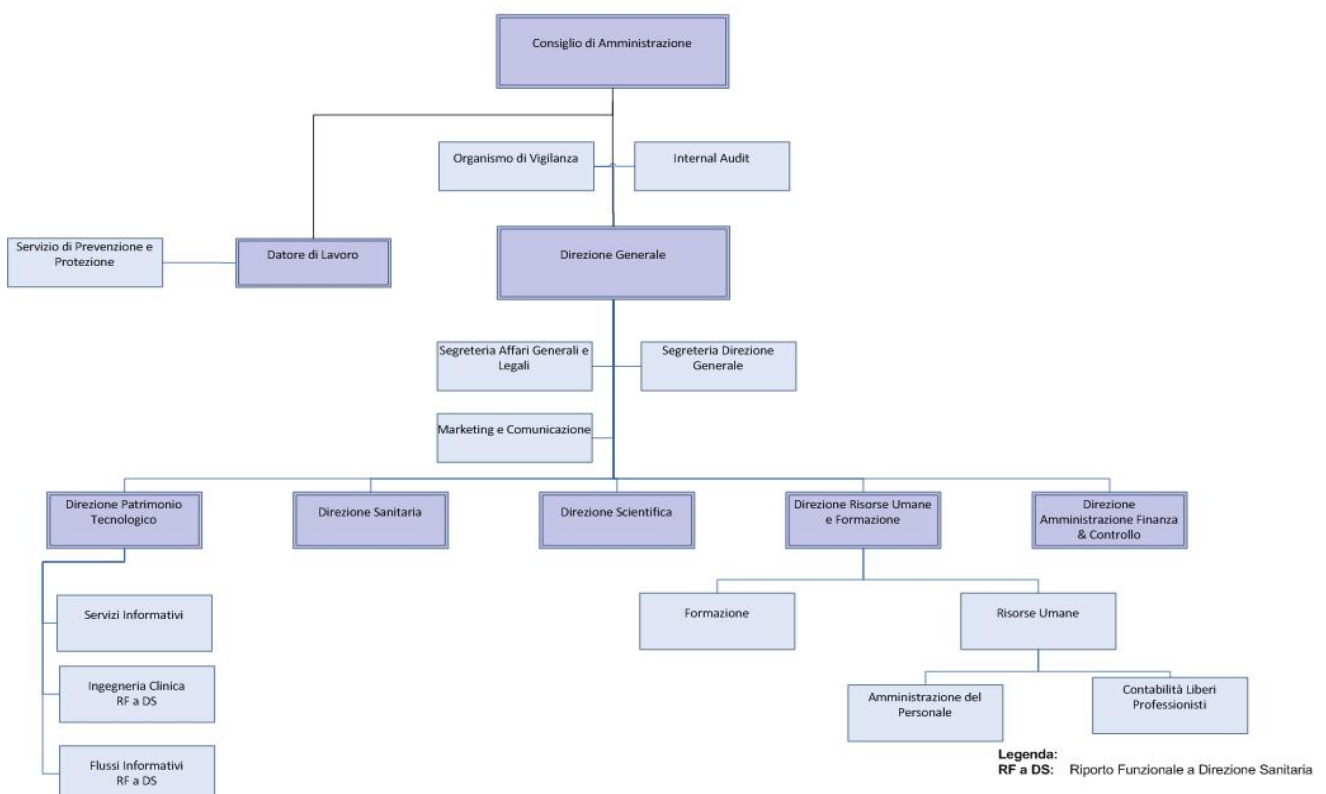 Consiglio di Amministrazione
Organismo di Vigilanza
Internal Audit
Servizio di Prevenzione e
Protezione
Datore di Lavoro
Direzione Generale
Segreteria Affari Generali e
Legali
Segreteria Direzione
Generale
Marketing e Comunicazione
Direzione Patrimonio
Tecnologico
Direzione Sanitaria
Direzione Scientifica
Direzione Risorse Umane
e Formazione
Direzione
Amministrazione Finanza
& Controllo
Servizi Informativi
Formazione
Risorse Umane
Ingegneria Clinica
RF a DS
Amministrazione del
Personale
Contabilità Liberi
Professionisti
Flussi Informativi
RF a DS
Legenda:
RF a DS: Riporto Funzionale a Direzione Sanitaria